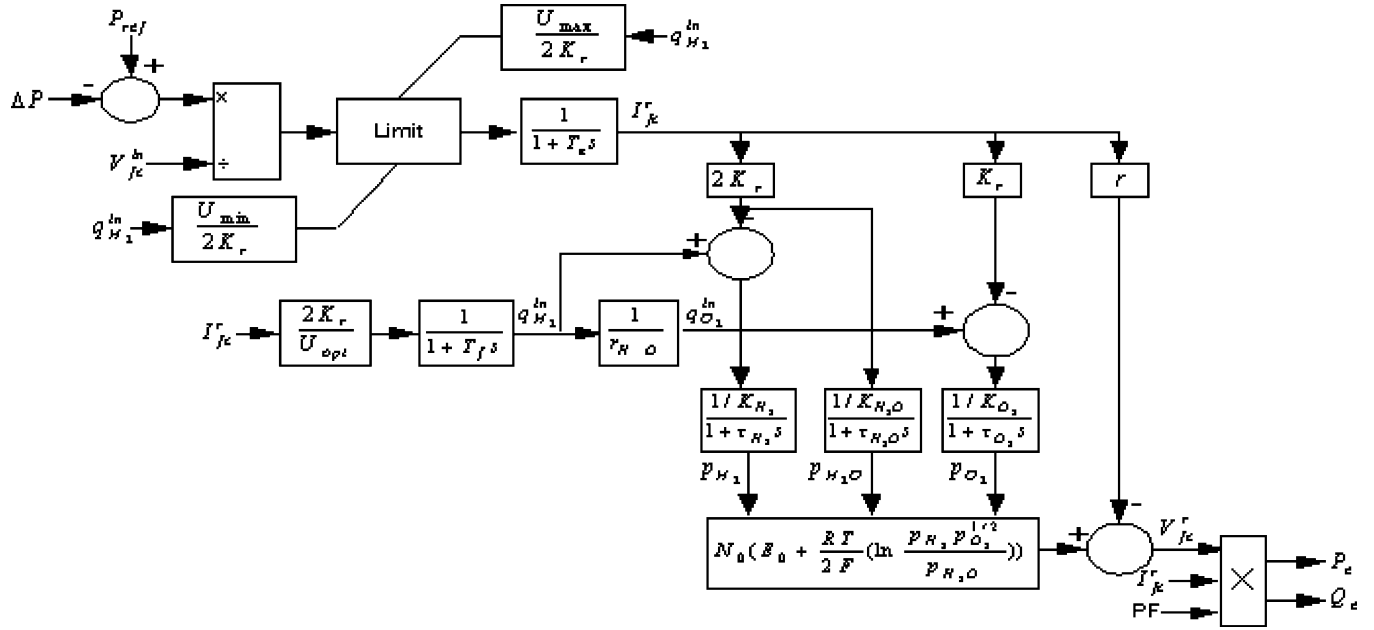 P_ref
+
-
ΔP
×
÷
V_fc^in
q_H2^in
U_min / 2K_r
U_max / 2K_r
q_H2^in
Limit
1 / 1 + T_e s
I_fc^r
2K_r
K_r
r
-
+
-
+
I_fc^r
2K_r / U_opt
1 / 1 + T_f s
q_H2^in
1 / r_H O
q_O2^in
1/K_H2 / 1 + τ_H2 s
1/K_H2O / 1 + τ_H2O s
1/K_O2 / 1 + τ_O2 s
p_H2
p_H2O
p_O2
N_0(E_0 + RT / 2F (ln p_H2 p_O2^1/2 / p_H2O))
+
-
V_fc^r
I_fc^r
PF
×
P_e
Q_e